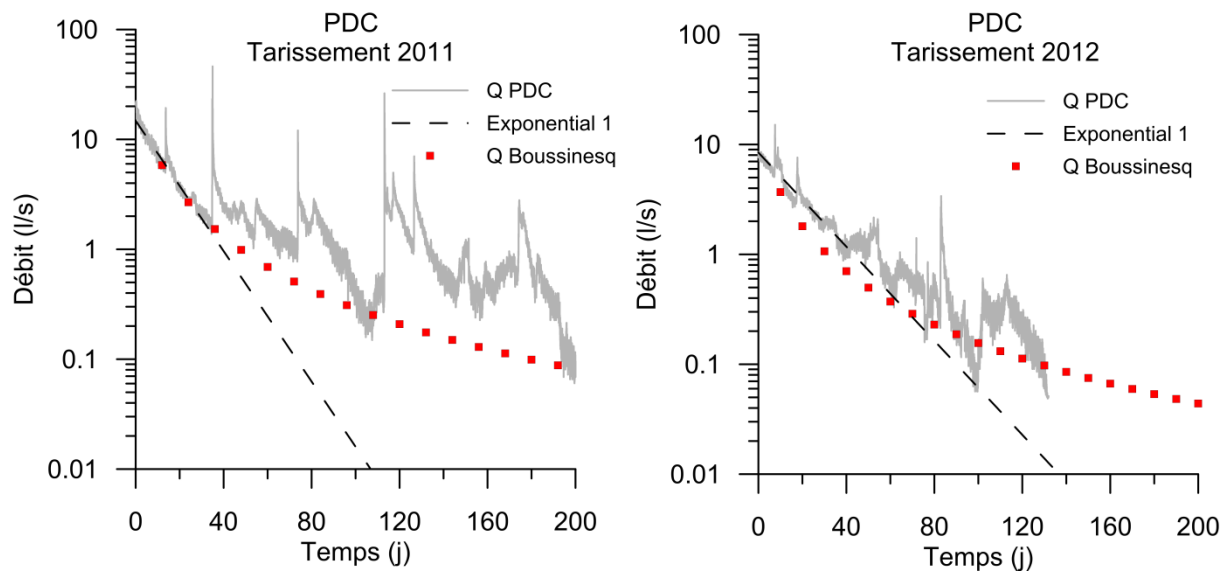 PDC
Tarissement 2011
100
10
1
0.1
0.01
Débit (l/s)
Q PDC
Exponential 1
Q Boussinesq
0 40 80 120 160 200
Temps (j)
PDC
Tarissement 2012
100
10
1
0.1
0.01
Débit (l/s)
Q PDC
Exponential 1
Q Boussinesq
0 40 80 120 160 200
Temps (j)